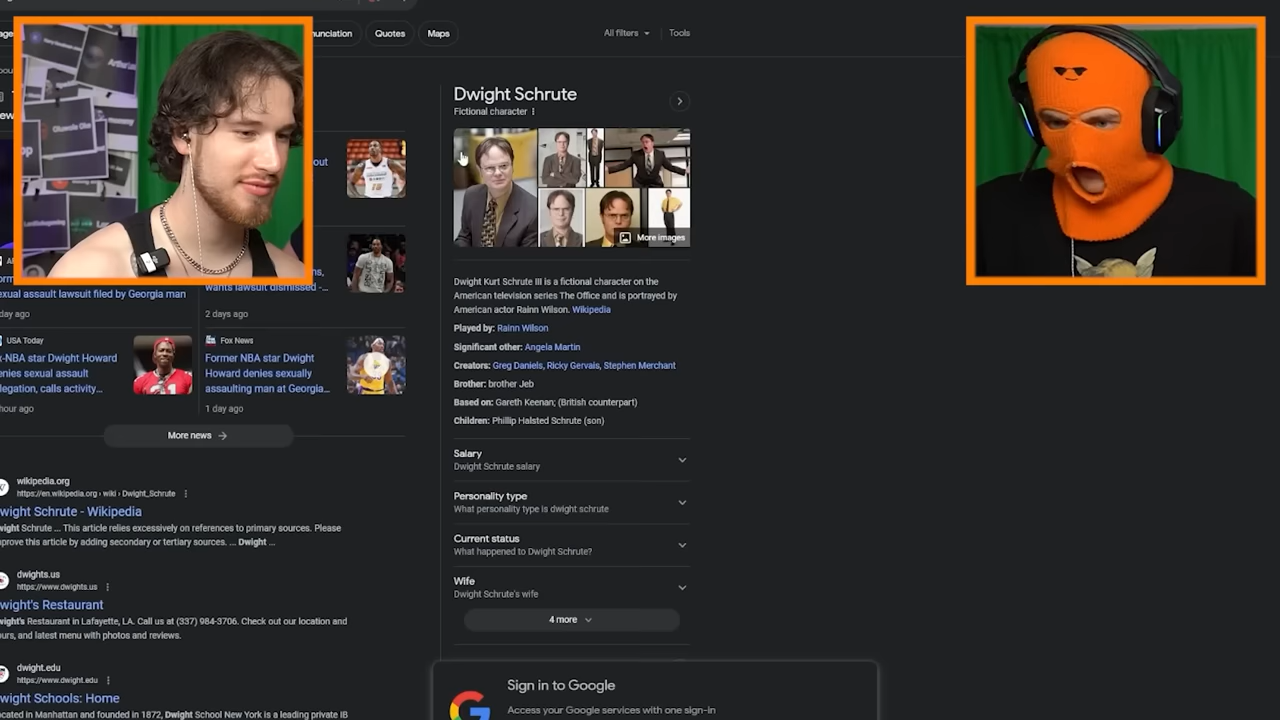 Quotes
Maps
All filters
Tools
Dwight Schrute
Fictional character
More images
Dwight Kurt Schrute III is a fictional character on the
American television series The Office and is portrayed by
American actor Rainn Wilson. Wikipedia
Played by: Rainn Wilson
Significant other: Angela Martin
Creators: Greg Daniels, Ricky Gervais, Stephen Merchant
Brother: brother Jeb
Based on: Gareth Keenan; (British counterpart)
Children: Phillip Halsted Schrute (son)
Salary
Dwight Schrute salary
Personality type
What personality type is dwight schrute
Current status
What happened to Dwight Schrute?
Wife
Dwight Schrute's wife
4 more
Sign in to Google
Access your Google services with one sign-in
out
wants lawsuit dismissed -...
2 days ago
exual assault lawsuit filed by Georgia man
day ago
USA Today
x-NBA star Dwight Howard
enies sexual assault
legation, calls activity...
hour ago
Fox News
Former NBA star Dwight
Howard denies sexually
assaulting man at Georgia...
1 day ago
More news
wikipedia.org
https://en.wikipedia.org › wiki › Dwight_Schrute
wight Schrute - Wikipedia
wight Schrute ... This article relies excessively on references to primary sources. Please
prove this article by adding secondary or tertiary sources. ... Dwight ...
dwights.us
https://www.dwights.us
wight's Restaurant
wight's Restaurant in Lafayette, LA. Call us at (337) 984-3706. Check out our location and
ours, and latest menu with photos and reviews.
dwight.edu
https://www.dwight.edu
wight Schools: Home
cated in Manhattan and founded in 1872, Dwight School New York is a leading private IB